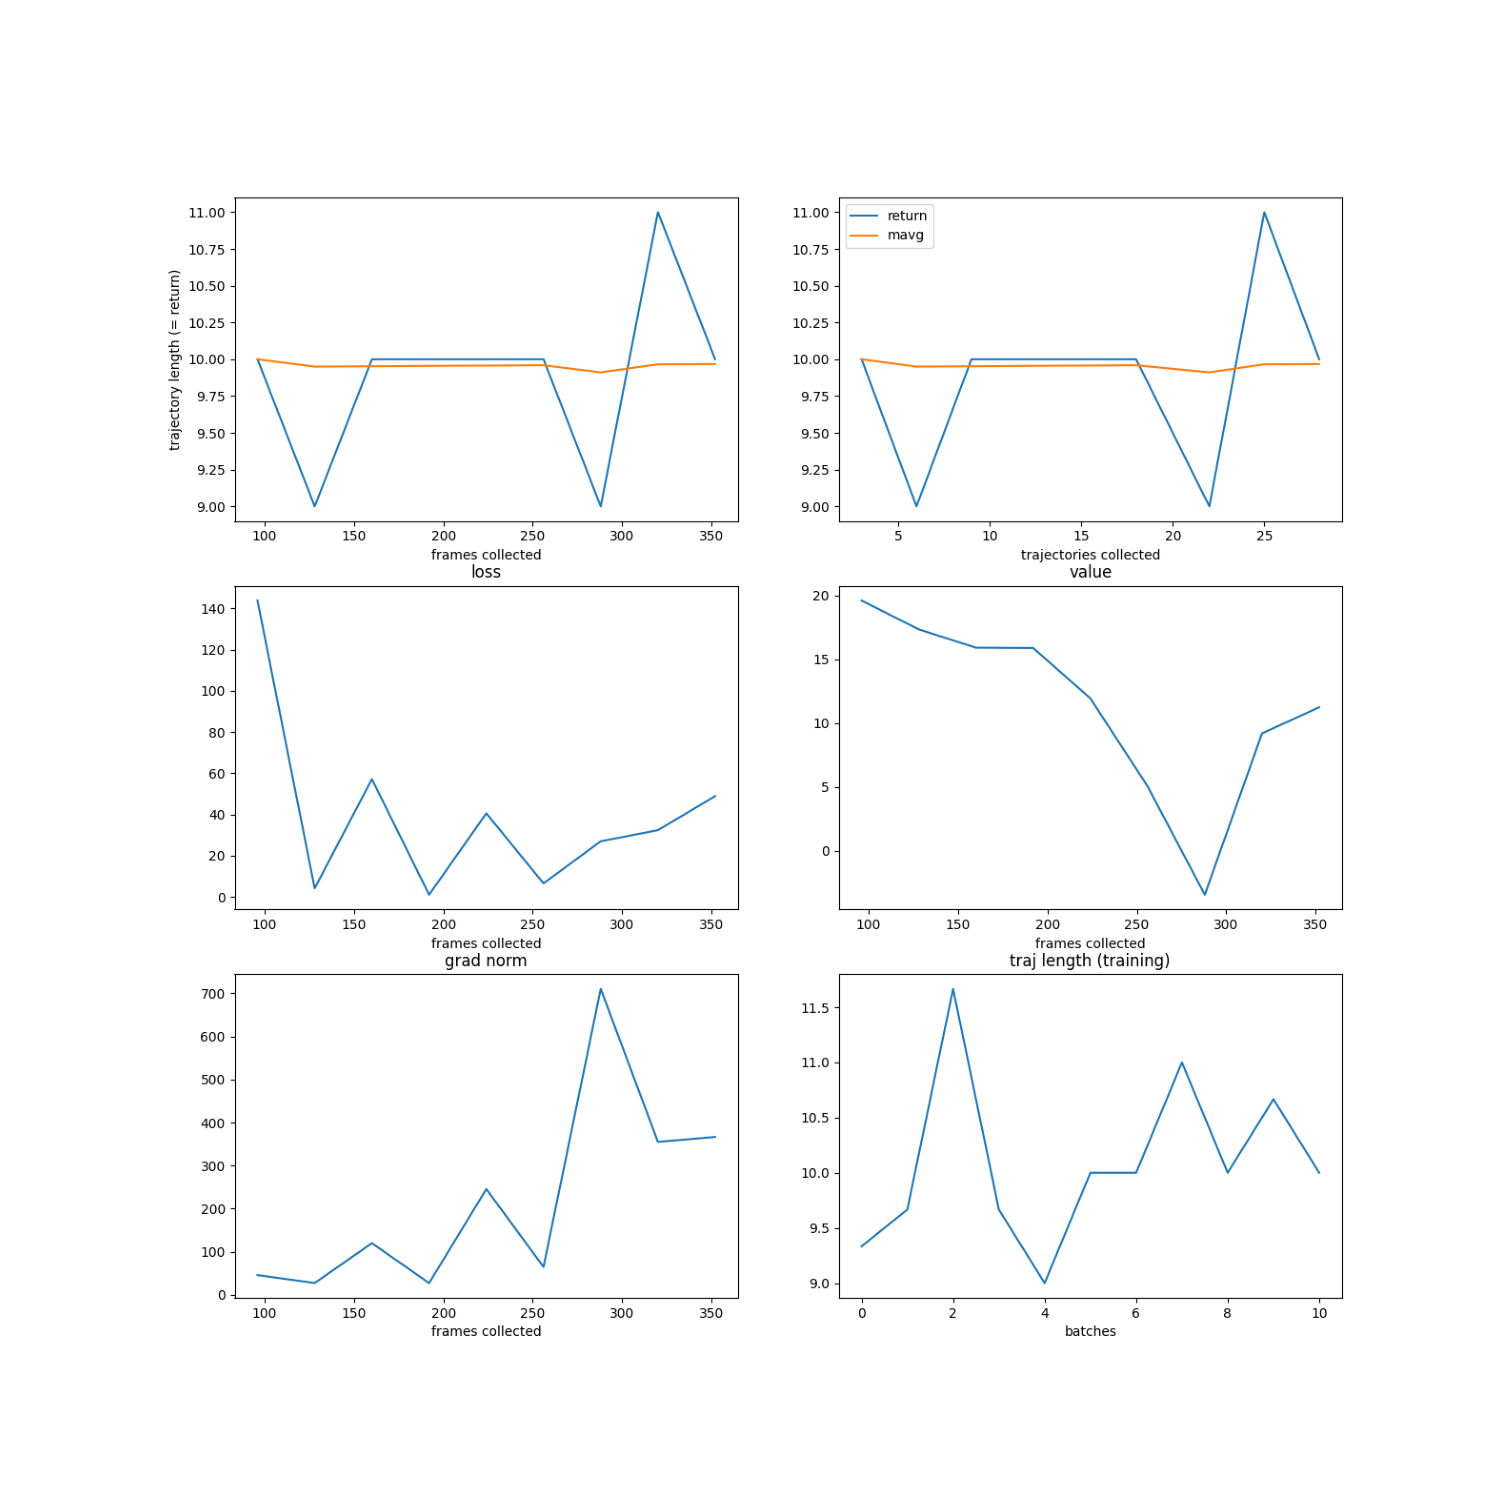 11.00
10.75
10.50
10.25
10.00
9.75
9.50
9.25
9.00
trajectory length (= return)
100 150 200 250 300 350
frames collected
return
mavg
11.00
10.75
10.50
10.25
10.00
9.75
9.50
9.25
9.00
5 10 15 20 25
trajectories collected
loss
140
120
100
80
60
40
20
0
100 150 200 250 300 350
frames collected
value
20
15
10
5
0
100 150 200 250 300 350
frames collected
grad norm
700
600
500
400
300
200
100
0
100 150 200 250 300 350
frames collected
traj length (training)
11.5
11.0
10.5
10.0
9.5
9.0
0 2 4 6 8 10
batches